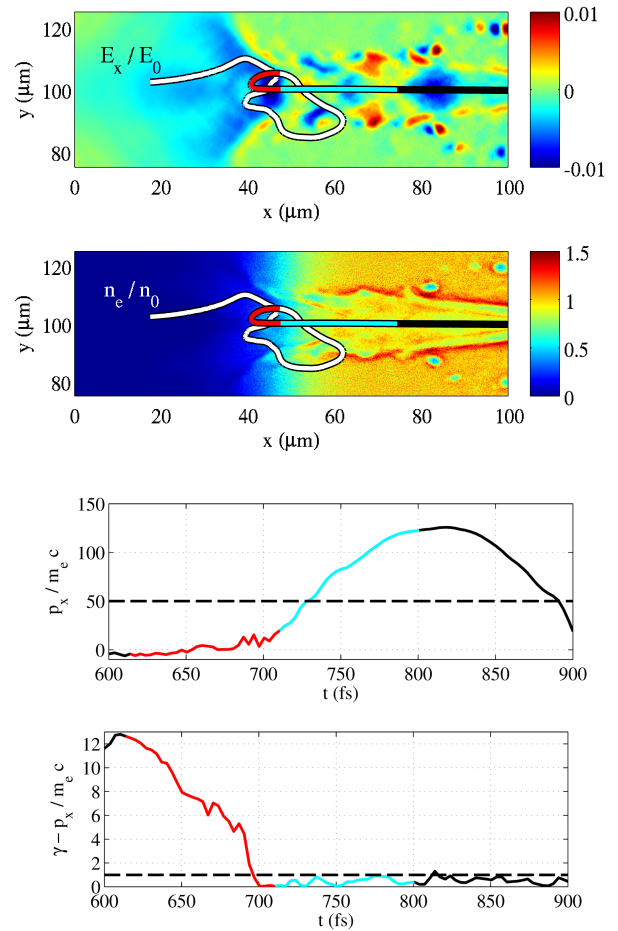 120
100
80
y (μm)
E_x/E_0
0 20 40 60 80 100
x (μm)
0.01
0
-0.01
120
100
80
y (μm)
n_e/n_0
0 20 40 60 80 100
x (μm)
1.5
1
0.5
0
150
100
50
0
p_x / m_e c
600 650 700 750 800 850 900
t (fs)
12
10
8
6
4
2
0
γ – p_x / m_e c
600 650 700 750 800 850 900
t (fs)